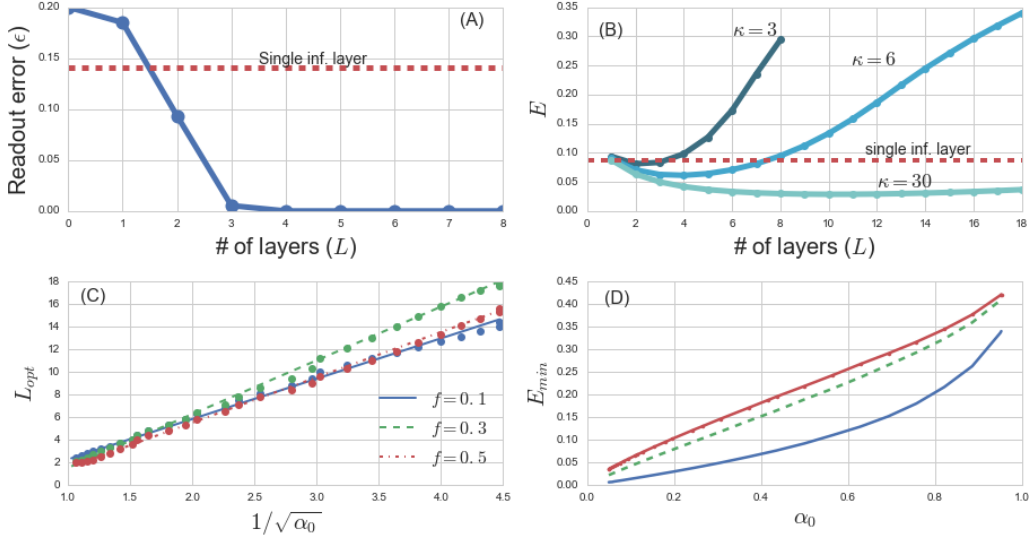 (A)
Readout error (ϵ)
0.20
0.15
0.10
0.05
0.00
Single inf. layer
0 1 2 3 4 5 6 7 8
# of layers (L)
(B)
E
0.40
0.35
0.30
0.25
0.20
0.15
0.10
0.05
0.00
κ = 3
κ = 6
single inf. layer
κ = 30
0 2 4 6 8 10 12 14 16 18
# of layers (L)
(C)
L_opt
18
16
14
12
10
8
6
4
2
f = 0.1
f = 0.3
f = 0.5
1.0 1.5 2.0 2.5 3.0 3.5 4.0 4.5
1/√α₀
(D)
E_min
0.45
0.40
0.35
0.30
0.25
0.20
0.15
0.10
0.05
0.00
0.0 0.2 0.4 0.6 0.8 1.0
α₀